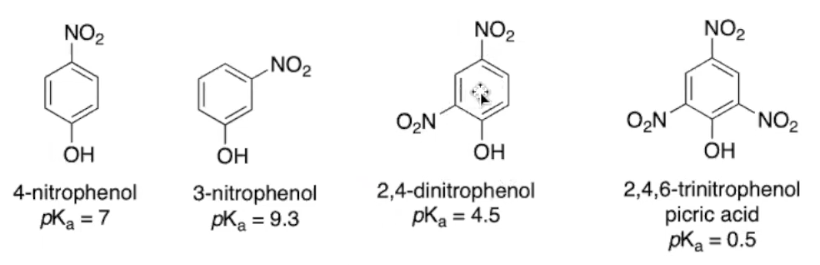 NO₂
OH
4-nitrophenol
pKₐ = 7
NO₂
OH
3-nitrophenol
pKₐ = 9.3
NO₂
O₂N
OH
2,4-dinitrophenol
pKₐ = 4.5
NO₂
O₂N
NO₂
OH
2,4,6-trinitrophenol
picric acid
pKₐ = 0.5